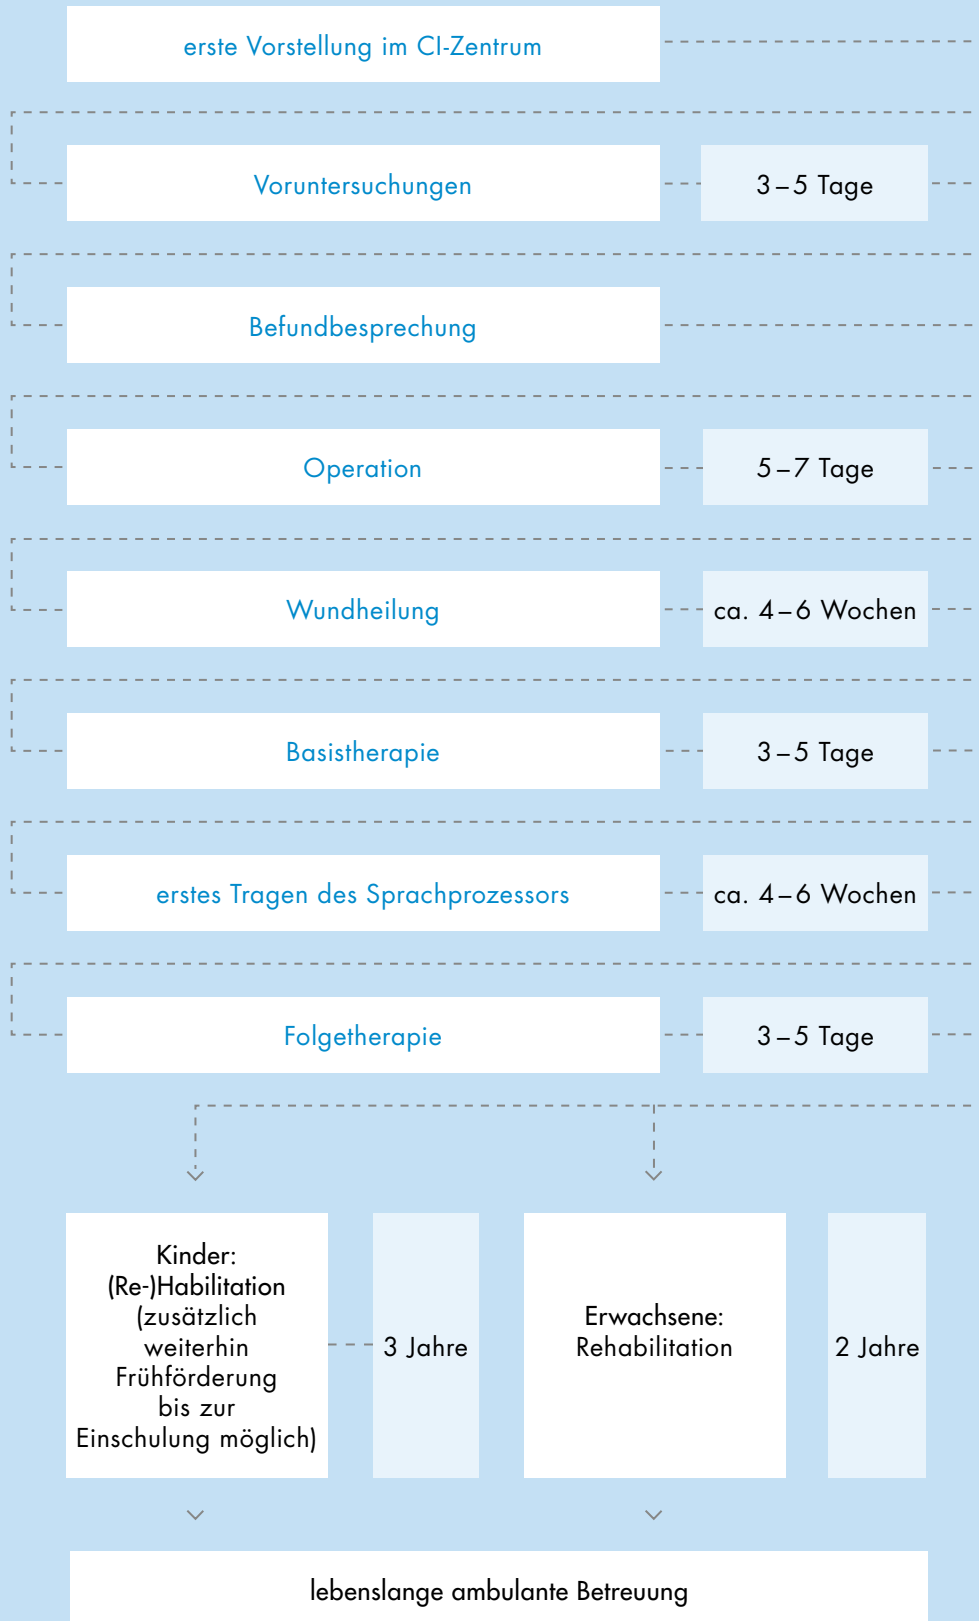 erste Vorstellung im CI-Zentrum
Voruntersuchungen
3–5 Tage
Befundbesprechung
Operation
5–7 Tage
Wundheilung
ca. 4–6 Wochen
Basistherapie
3–5 Tage
erstes Tragen des Sprachprozessors
ca. 4–6 Wochen
Folgetherapie
3–5 Tage
Kinder:
(Re-)Habilitation
(zusätzlich
weiterhin
Frühförderung
bis zur
Einschulung möglich)
3 Jahre
Erwachsene:
Rehabilitation
2 Jahre
lebenslange ambulante Betreuung